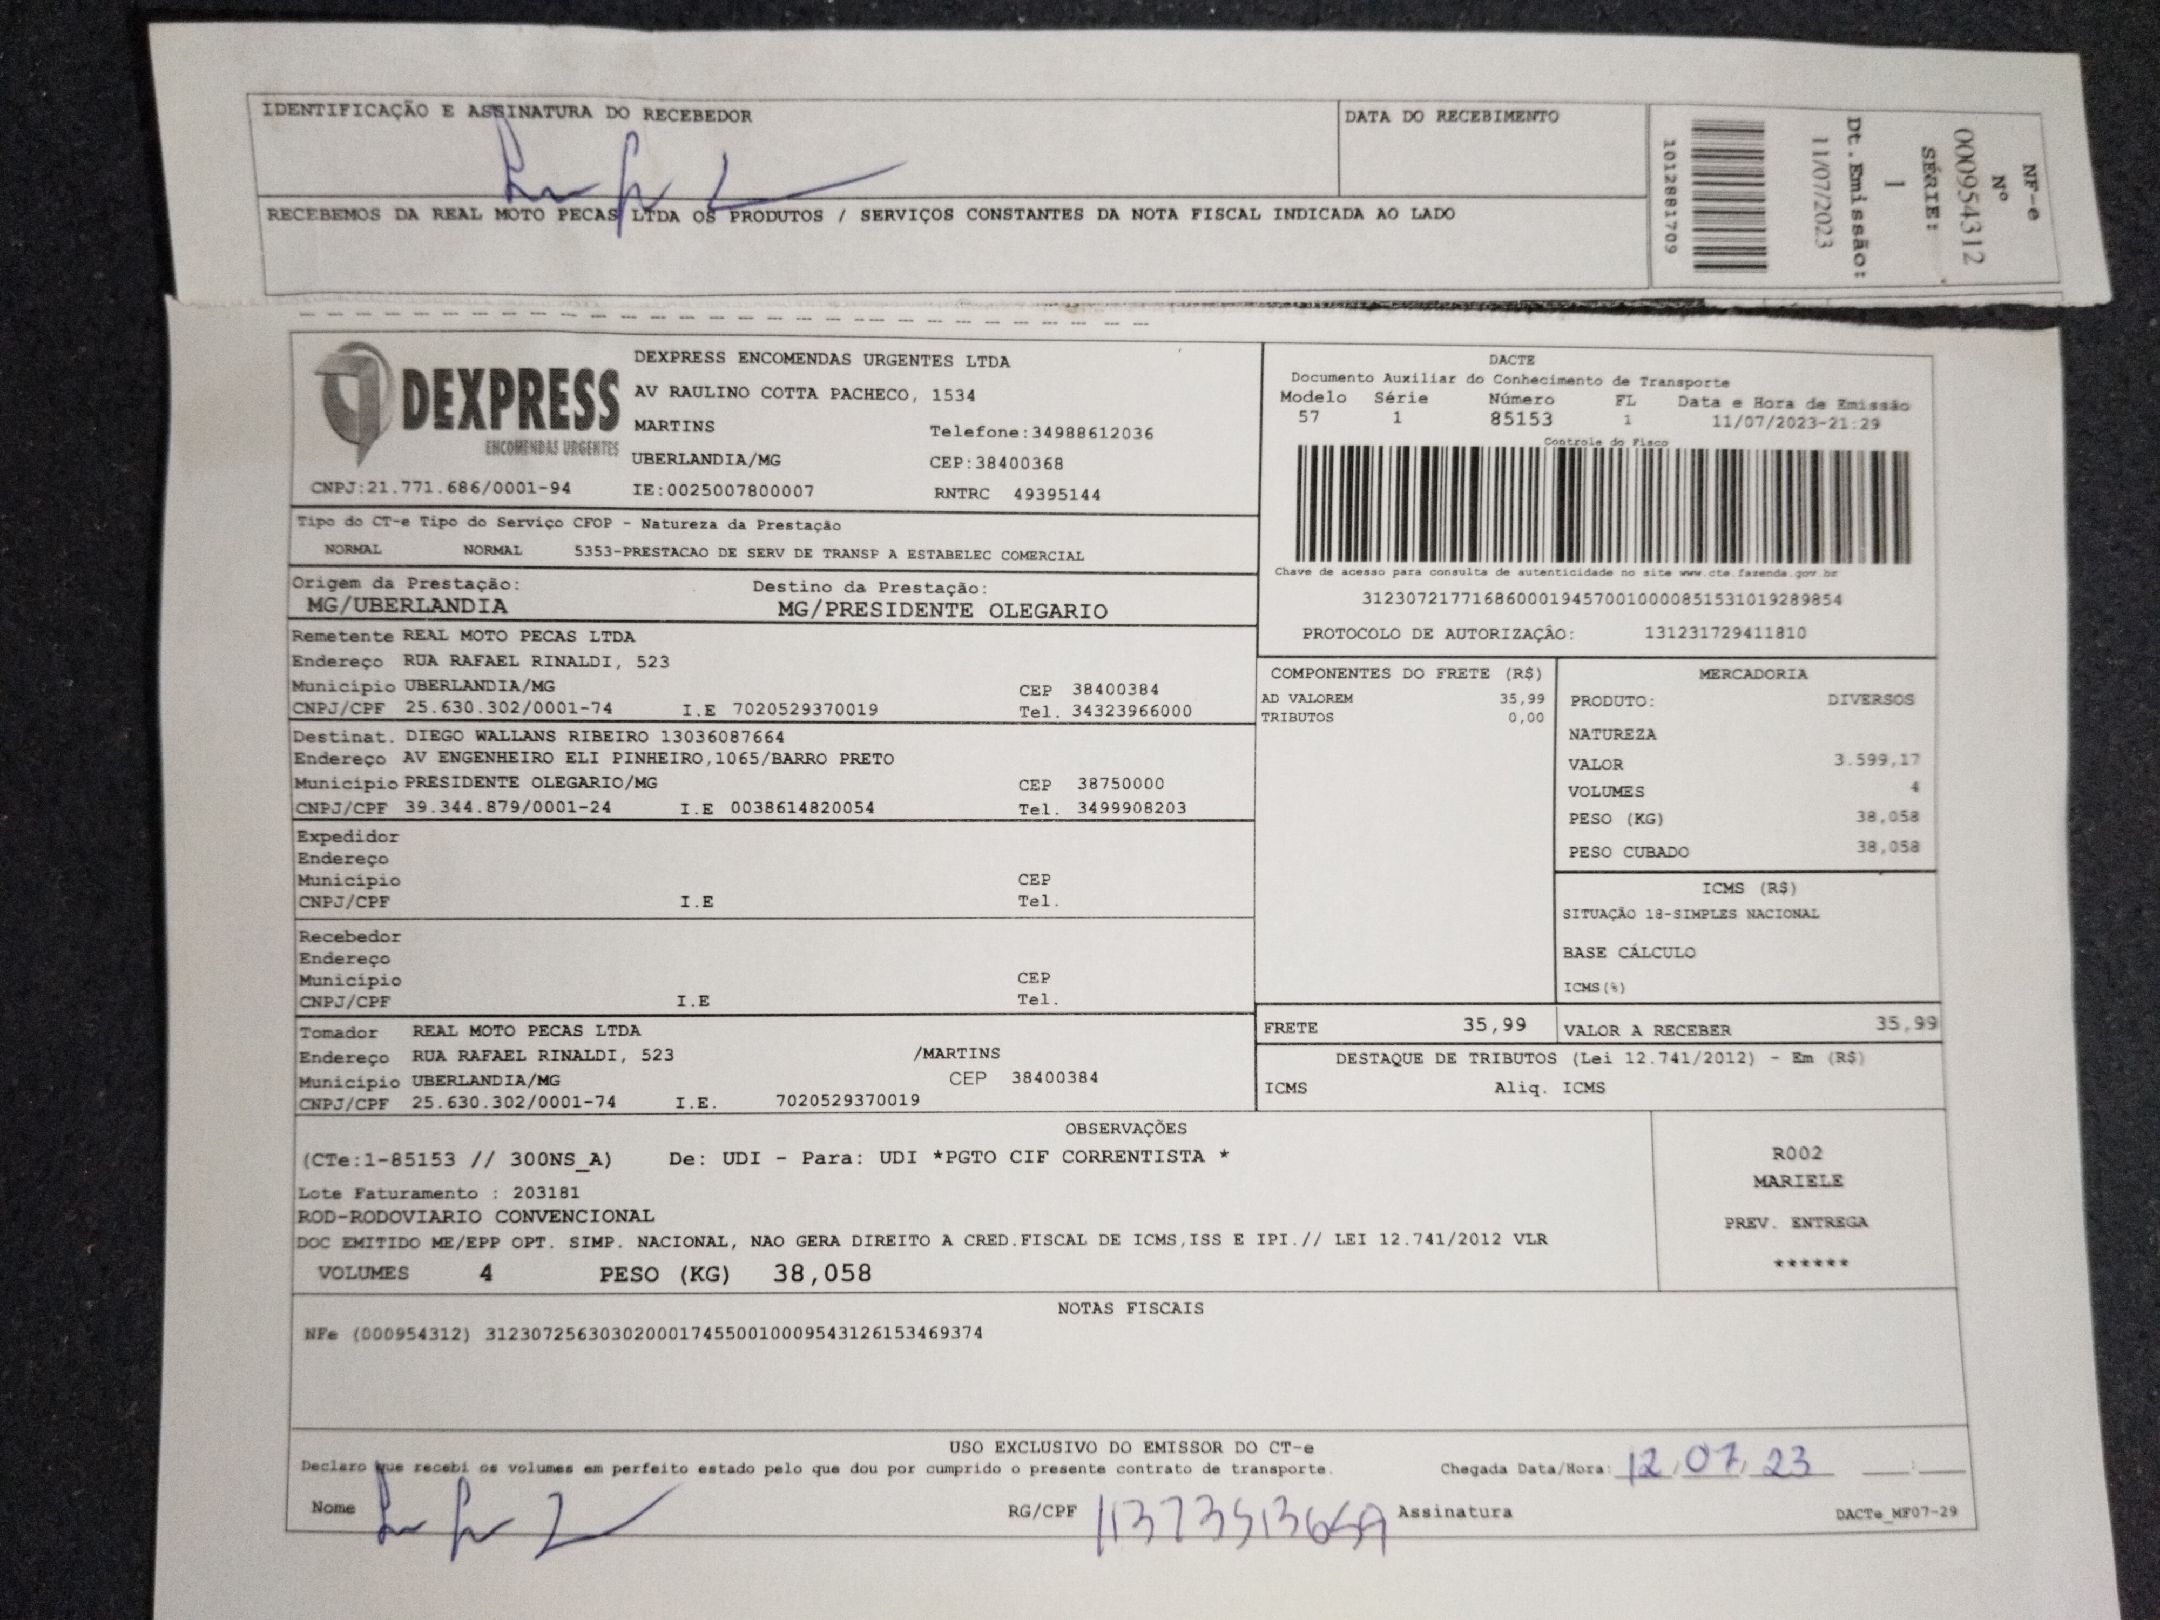 IDENTIFICAÇÃO E ASSINATURA DO RECEBEDOR
DATA DO RECEBIMENTO
RECEBEMOS DA REAL MOTO PECAS LTDA OS PRODUTOS / SERVIÇOS CONSTANTES DA NOTA FISCAL INDICADA AO LADO
NF-e
Nº
000954312
SÉRIE:
1
Dt.Emissão:
11/07/2023
1012881709
DEXPRESS
ENCOMENDAS URGENTES
CNPJ:21.771.686/0001-94
DEXPRESS ENCOMENDAS URGENTES LTDA
AV RAULINO COTTA PACHECO, 1534
MARTINS Telefone:34988612036
UBERLANDIA/MG CEP:38400368
IE:0025007800007 RNTRC 49395144
DACTE
Documento Auxiliar do Conhecimento de Transporte
Modelo Série Número FL Data e Hora de Emissão
57 1 85153 1 11/07/2023-21:29
Controle do Fisco
Chave de acesso para consulta de autenticidade no site www.cte.fazenda.gov.br
31230721771686000194570010000851531019289854
PROTOCOLO DE AUTORIZAÇÃO: 131231729411810
Tipo do CT-e Tipo do Serviço CFOP - Natureza da Prestação
NORMAL NORMAL 5353-PRESTACAO DE SERV DE TRANSP A ESTABELEC COMERCIAL
Origem da Prestação: Destino da Prestação:
MG/UBERLANDIA MG/PRESIDENTE OLEGARIO
Remetente REAL MOTO PECAS LTDA
Endereço RUA RAFAEL RINALDI, 523
Município UBERLANDIA/MG CEP 38400384
CNPJ/CPF 25.630.302/0001-74 I.E 7020529370019 Tel. 34323966000
Destinat. DIEGO WALLANS RIBEIRO 13036087664
Endereço AV ENGENHEIRO ELI PINHEIRO,1065/BARRO PRETO
Município PRESIDENTE OLEGARIO/MG CEP 38750000
CNPJ/CPF 39.344.879/0001-24 I.E 0038614820054 Tel. 3499908203
Expedidor
Endereço
Município CEP
CNPJ/CPF I.E Tel.
Recebedor
Endereço
Município CEP
CNPJ/CPF I.E Tel.
Tomador REAL MOTO PECAS LTDA
Endereço RUA RAFAEL RINALDI, 523 /MARTINS
Município UBERLANDIA/MG CEP 38400384
CNPJ/CPF 25.630.302/0001-74 I.E. 7020529370019
COMPONENTES DO FRETE (R$)
AD VALOREM 35,99
TRIBUTOS 0,00
MERCADORIA
PRODUTO: DIVERSOS
NATUREZA
VALOR 3.599,17
VOLUMES 4
PESO (KG) 38,058
PESO CUBADO 38,058
ICMS (R$)
SITUAÇÃO 18-SIMPLES NACIONAL
BASE CÁLCULO
ICMS(%)
FRETE 35,99 VALOR A RECEBER 35,99
DESTAQUE DE TRIBUTOS (Lei 12.741/2012) - Em (R$)
ICMS Aliq. ICMS
OBSERVAÇÕES
(CTe:1-85153 // 300NS_A) De: UDI - Para: UDI *PGTO CIF CORRENTISTA *
Lote Faturamento : 203181
ROD-RODOVIARIO CONVENCIONAL
DOC EMITIDO ME/EPP OPT. SIMP. NACIONAL, NAO GERA DIREITO A CRED.FISCAL DE ICMS,ISS E IPI.// LEI 12.741/2012 VLR
VOLUMES 4 PESO (KG) 38,058
R002
MARIELE
PREV. ENTREGA
******
NOTAS FISCAIS
NFe (000954312) 31230725630302000174550010009543126153469374
USO EXCLUSIVO DO EMISSOR DO CT-e
Declaro que recebi os volumes em perfeito estado pelo que dou por cumprido o presente contrato de transporte. Chegada Data/Hora: 12/07/23 __:__
Nome RG/CPF Assinatura DACTe_MF07-29